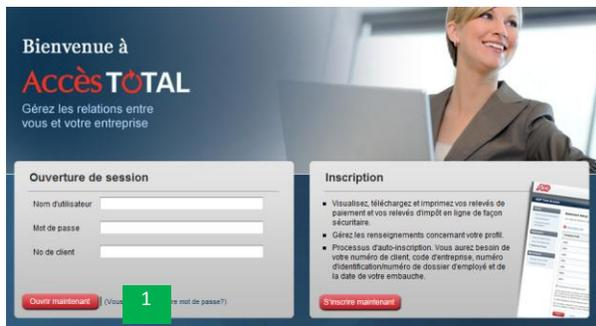 Bienvenue à
AccèsTOTAL
Gérez les relations entre
vous et votre entreprise
Ouverture de session
Nom d'utilisateur
Mot de passe
No de client
Ouvrir maintenant
(Vous
1
re mot de passe?)
Inscription
Visualisez, téléchargez et imprimez vos relevés de
paiement et vos relevés d'impôt en ligne de façon
sécuritaire.
Gérez les renseignements concernant votre profil.
Processus d'auto-inscription. Vous aurez besoin de
votre numéro de client, code d'entreprise, numéro
d'identification/numéro de dossier d'employé et de
la date de votre embauche.
S'inscrire maintenant